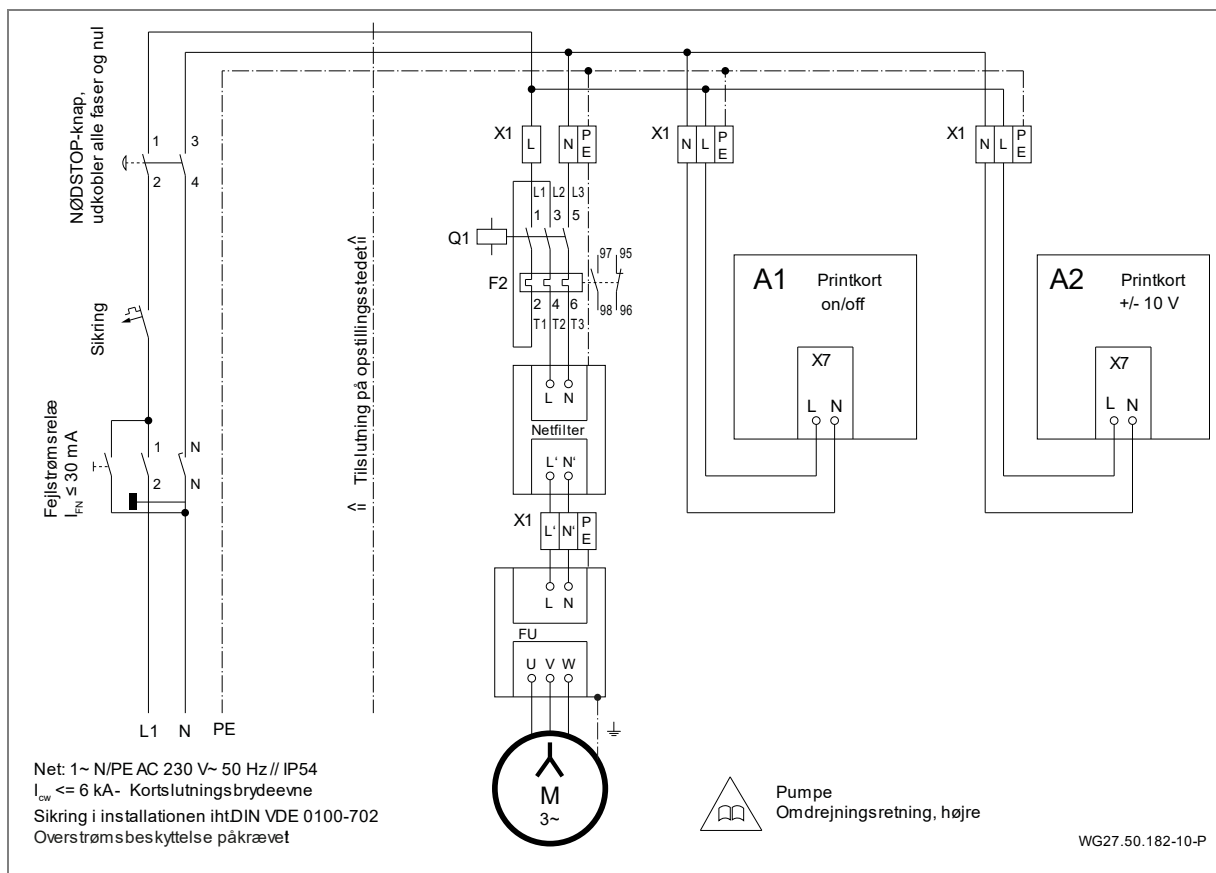 NØDSTOP-knap,
udkobler alle faser og nul
1
3
2
4
Sikring
Fejlstrømsrelæ
I_FN ≤ 30 mA
1
N
2
N
L1
N
PE
<= Tilslutning på opstillingsstedet =>
X1
L
N
PE
L1
L2
L3
1
3
5
Q1
F2
97
95
2
4
6
98
96
T1
T2
T3
L
N
Netfilter
L‘
N‘
X1
L‘
N‘
PE
L
N
FU
U
V
W
M
3~
X1
N
L
PE
A1
Printkort
on/off
X7
L
N
X1
N
L
PE
A2
Printkort
+/- 10 V
X7
L
N
Net: 1~ N/PE AC 230 V~ 50 Hz // IP54
I_cw <= 6 kA- Kortslutningsbrydeevne
Sikring i installationen iht.DIN VDE 0100-702
Overstrømsbeskyttelse påkrævet
Pumpe
Omdrejningsretning, højre
WG27.50.182-10-P